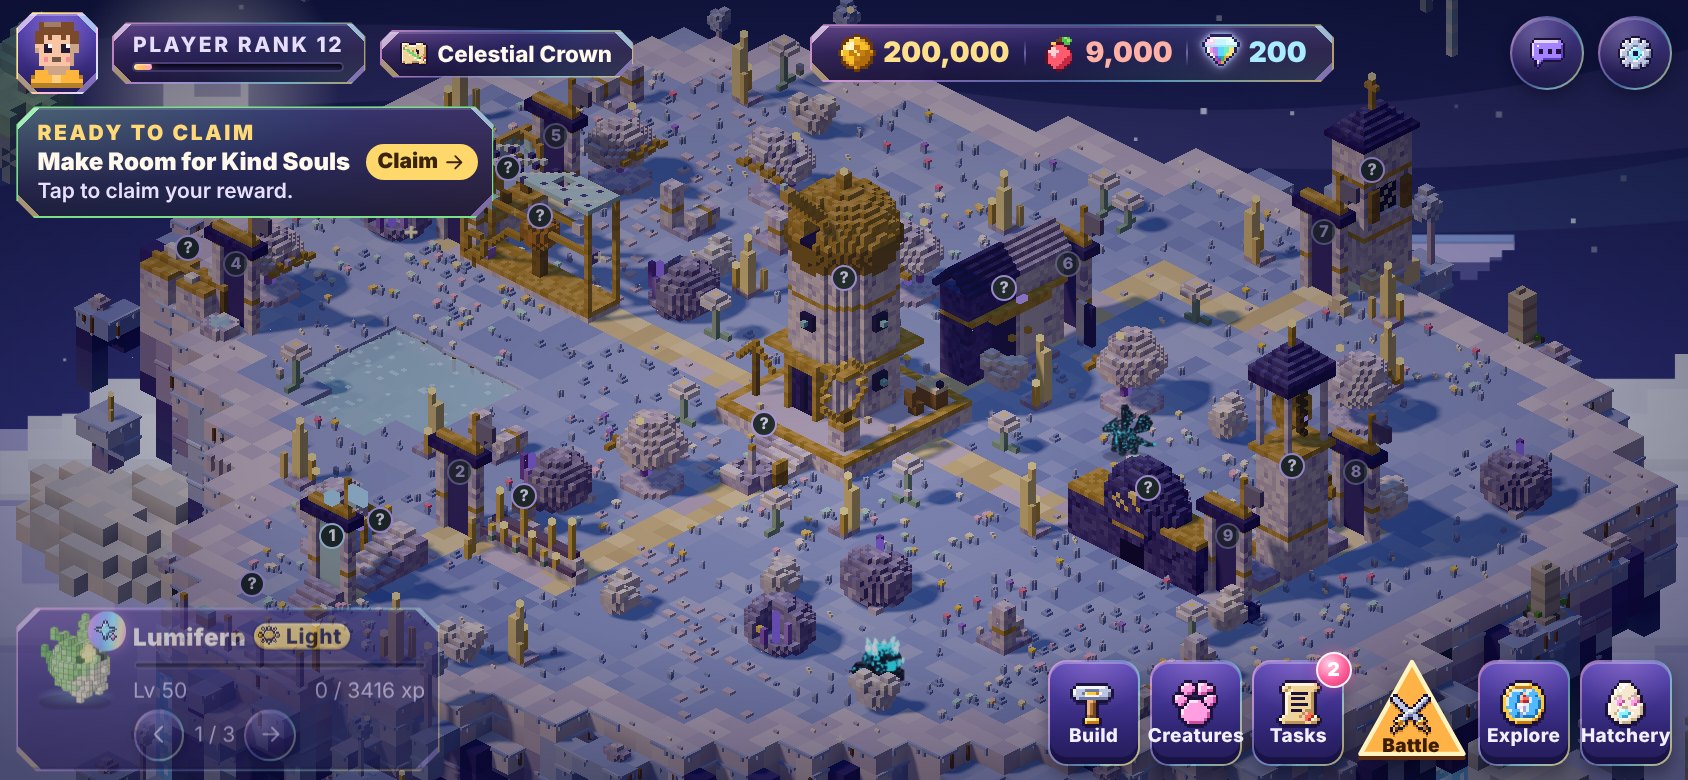 PLAYER RANK 12
Celestial Crown
200,000
9,000
200
READY TO CLAIM
Make Room for Kind Souls
Claim →
Tap to claim your reward.
5
?
?
?
4
?
6
?
7
?
?
2
?
1
?
?
?
8
?
9
Lumifern
Light
Lv 50
0 / 3416 xp
1 / 3
Build
Creatures
2
Tasks
Battle
Explore
Hatchery